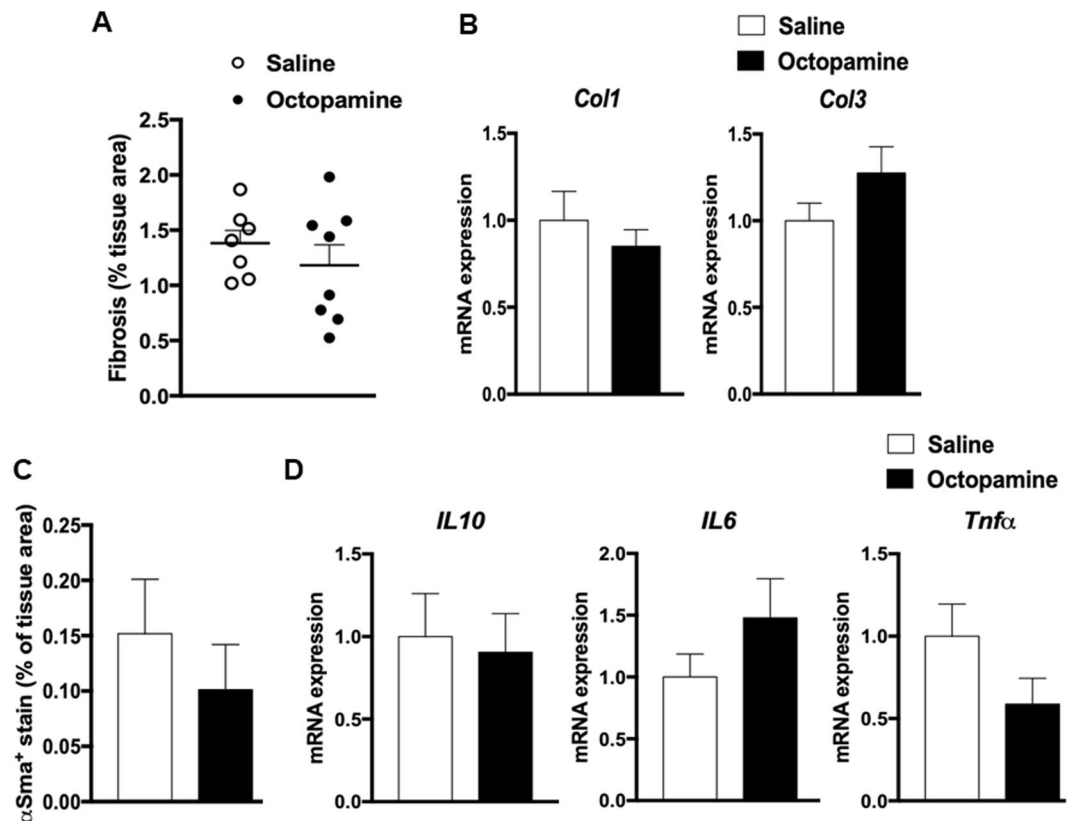 A
Saline
Octopamine
Fibrosis (% tissue area)
2.5
2.0
1.5
1.0
0.5
0.0
B
Saline
Octopamine
Col1
mRNA expression
1.5
1.0
0.5
0.0
Col3
mRNA expression
1.5
1.0
0.5
0.0
C
αSma+ stain (% of tissue area)
0.25
0.20
0.15
0.10
0.05
0.00
D
Saline
Octopamine
IL10
mRNA expression
1.5
1.0
0.5
0.0
IL6
mRNA expression
2.0
1.5
1.0
0.5
0.0
Tnfα
mRNA expression
1.5
1.0
0.5
0.0